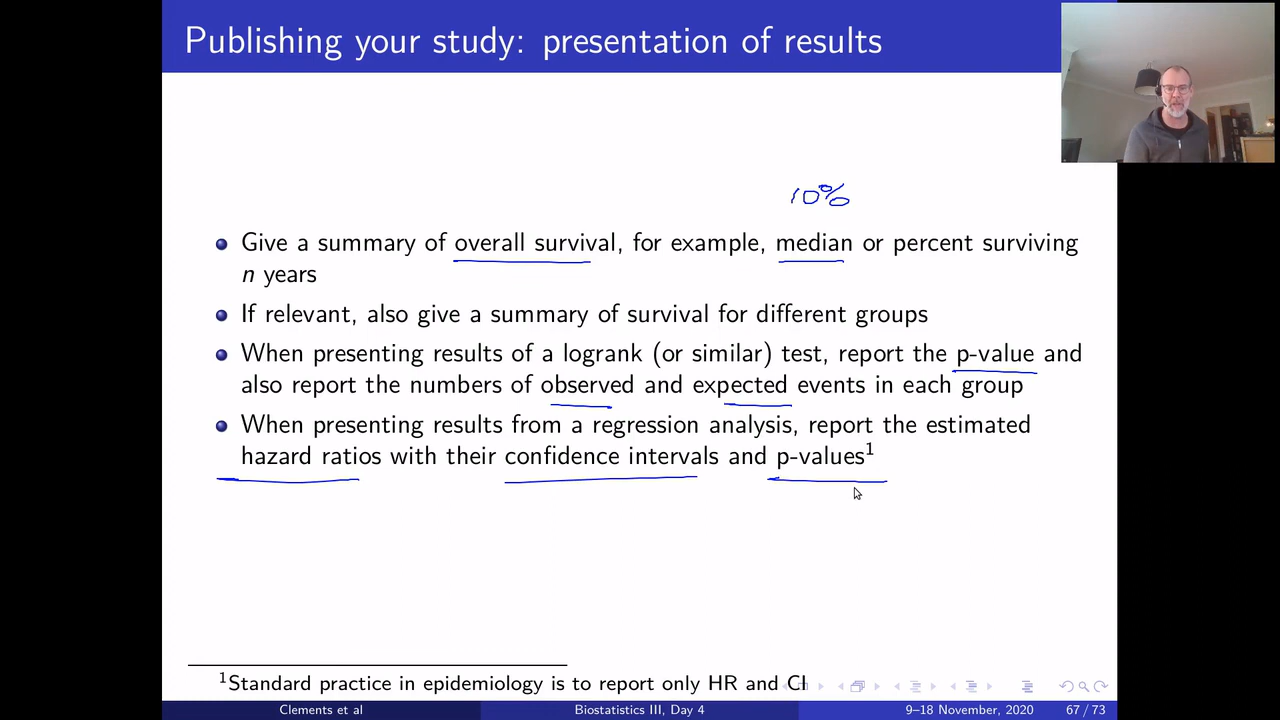 Publishing your study: presentation of results
10%
Give a summary of overall survival, for example, median or percent surviving
n years
If relevant, also give a summary of survival for different groups
When presenting results of a logrank (or similar) test, report the p-value and
also report the numbers of observed and expected events in each group
When presenting results from a regression analysis, report the estimated
hazard ratios with their confidence intervals and p-values¹
¹Standard practice in epidemiology is to report only HR and CI
Clements et al Biostatistics III, Day 4 9–18 November, 2020 67 / 73